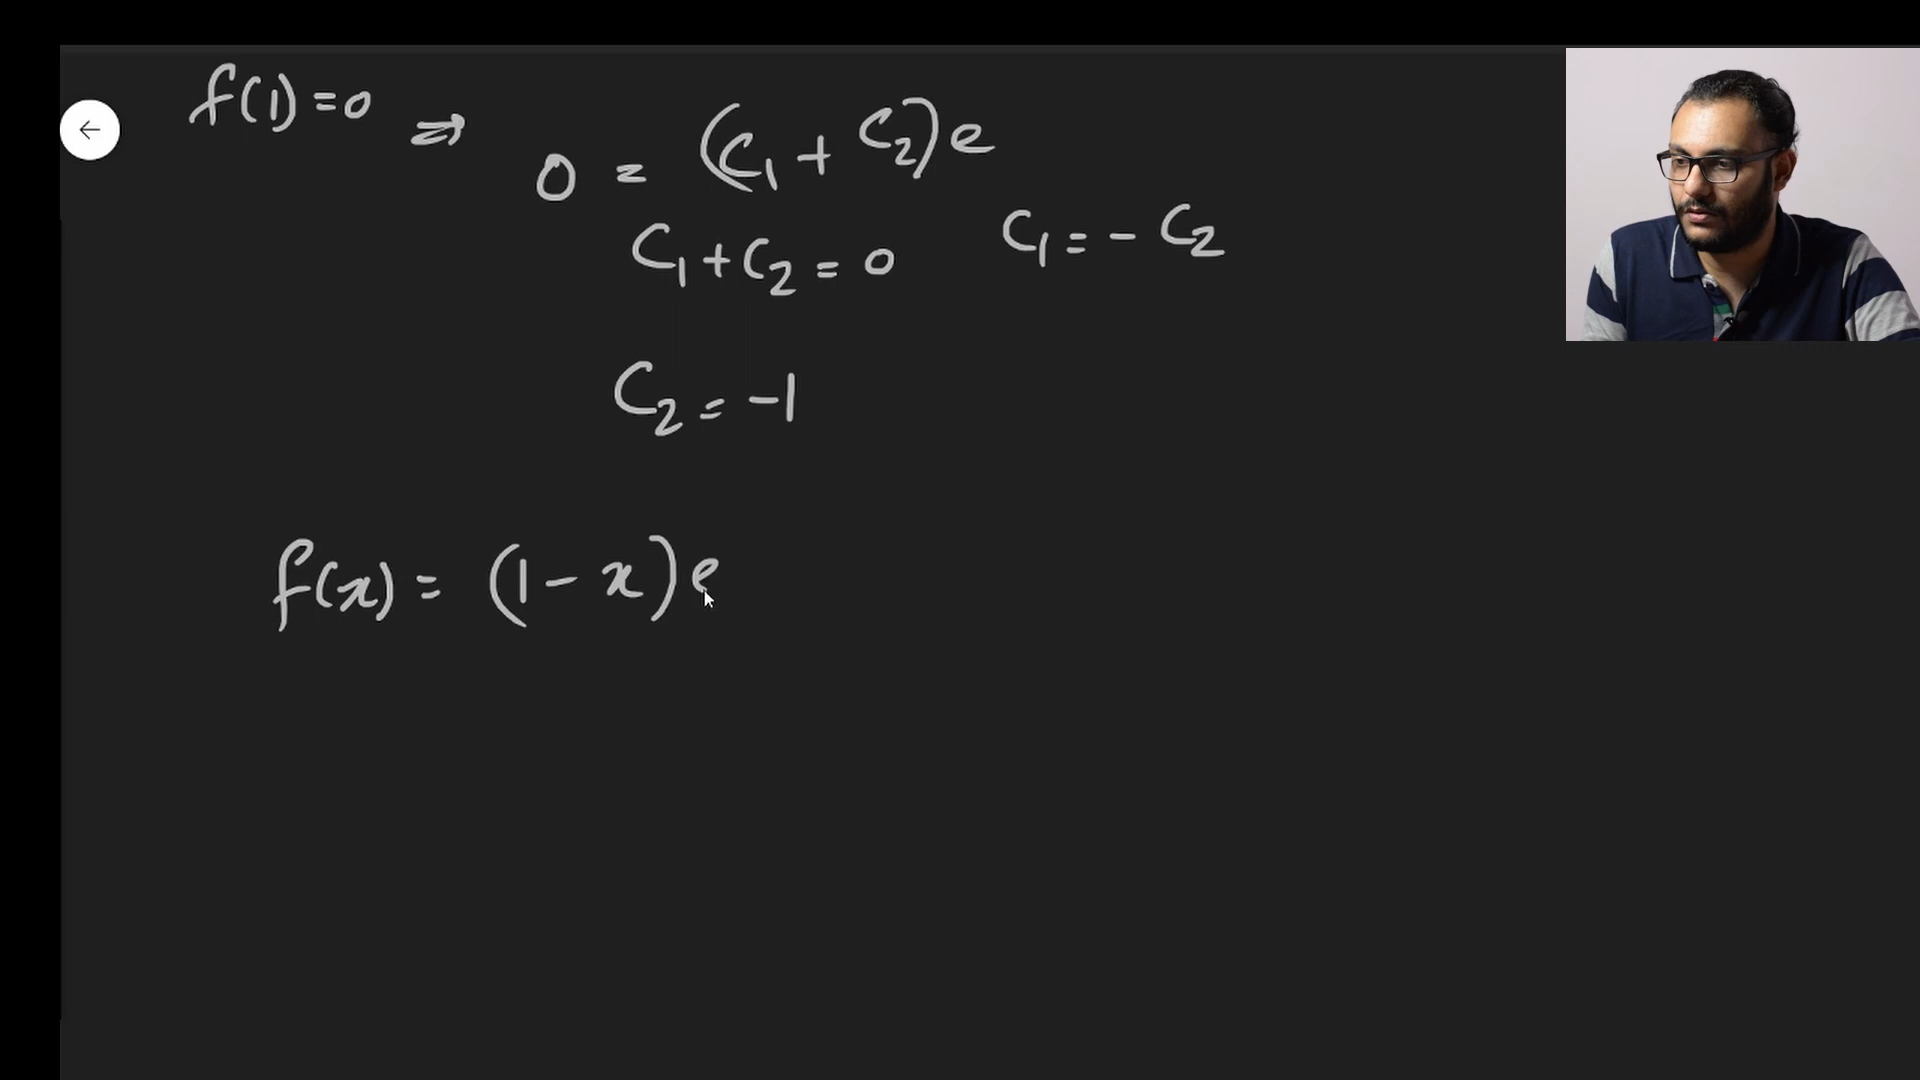 f(1)=0 ⇒ 0 = (C₁ + C₂)e
C₁+C₂ = 0 C₁ = - C₂
C₂ = -1
f(x) = (1 - x)e